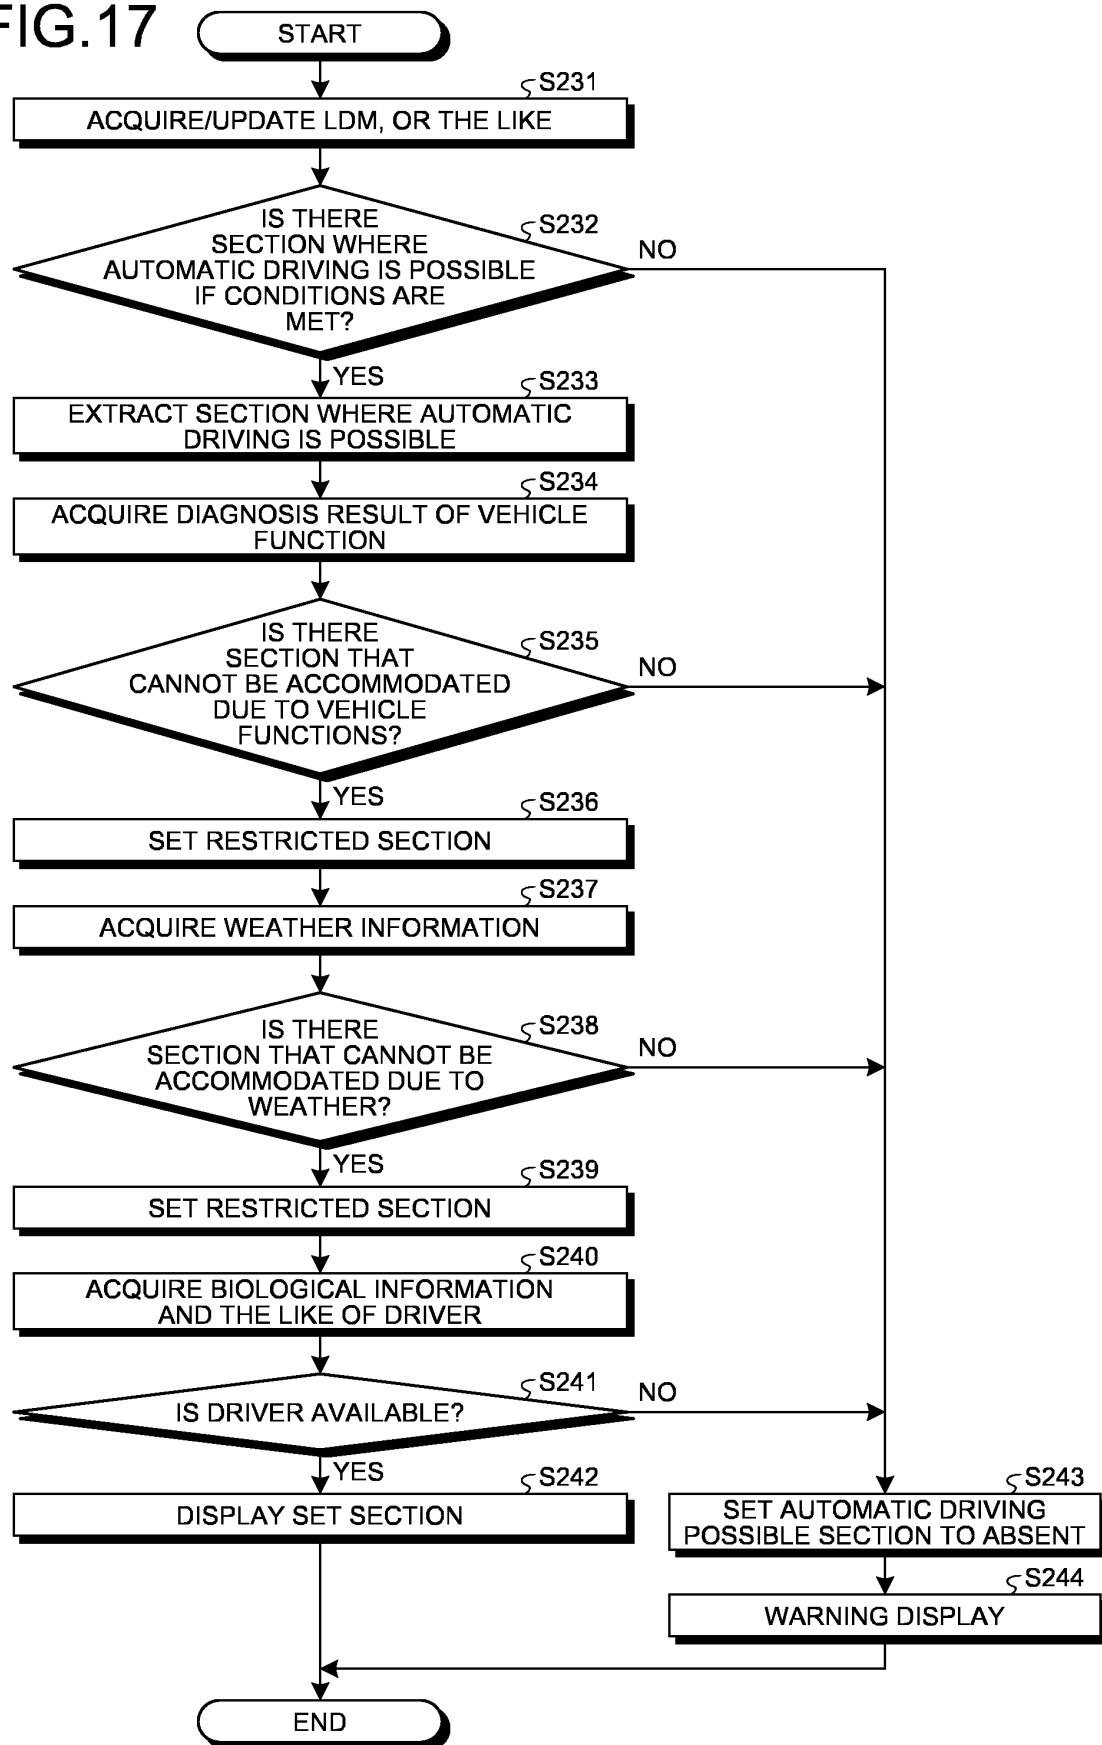 FIG.17
START
S231
ACQUIRE/UPDATE LDM, OR THE LIKE
S232
IS THERE
SECTION WHERE
AUTOMATIC DRIVING IS POSSIBLE
IF CONDITIONS ARE
MET?
NO
YES
S233
EXTRACT SECTION WHERE AUTOMATIC
DRIVING IS POSSIBLE
S234
ACQUIRE DIAGNOSIS RESULT OF VEHICLE
FUNCTION
S235
IS THERE
SECTION THAT
CANNOT BE ACCOMMODATED
DUE TO VEHICLE
FUNCTIONS?
NO
YES
S236
SET RESTRICTED SECTION
S237
ACQUIRE WEATHER INFORMATION
S238
IS THERE
SECTION THAT CANNOT BE
ACCOMMODATED DUE TO
WEATHER?
NO
YES
S239
SET RESTRICTED SECTION
S240
ACQUIRE BIOLOGICAL INFORMATION
AND THE LIKE OF DRIVER
S241
IS DRIVER AVAILABLE?
NO
YES
S242
DISPLAY SET SECTION
S243
SET AUTOMATIC DRIVING
POSSIBLE SECTION TO ABSENT
S244
WARNING DISPLAY
END